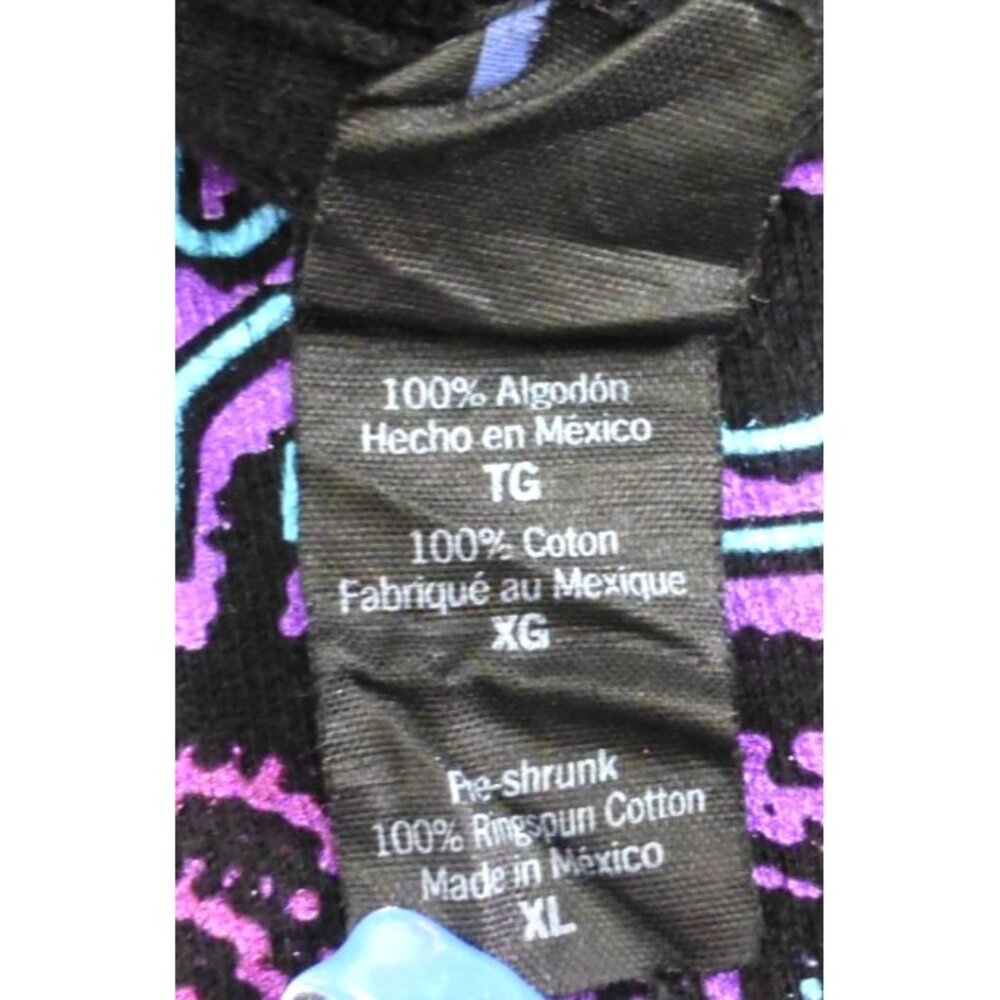 100% Algodón
Hecho en México
TG
100% Coton
Fabriqué au Mexique
XG
Pre-shrunk
100% Ringspun Cotton
Made in México
XL